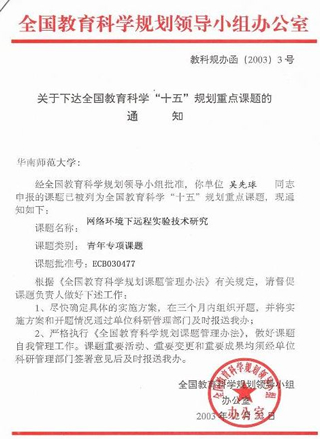 全国教育科学规划领导小组办公室
教科规办函（2003）3号
关于下达全国教育科学“十五”规划重点课题的
通 知
华南师范大学：
经全国教育科学规划领导小组批准，你单位 吴先球 同志
申报的课题已被列为全国教育科学“十五”规划重点课题，现通
知如下：
课题名称：网络环境下远程实验技术研究
课题类别：青年专项课题
课题批准号：ECB030477
根据《全国教育科学规划课题管理办法》有关规定，请督促
课题负责人做好下述工作：
1、尽快确定具体的实施方案，在三个月内组织开题，并将实
施方案和开题情况通过单位科研管理部门及时报送我办；
2、严格执行《全国教育科学规划课题管理办法》，做好课题
自我管理工作。课题重要活动、重要变更和重要成果均须经单位
科研管理部门签署意见后及时报送我办。
全国教育科学规划领导小组
办公室